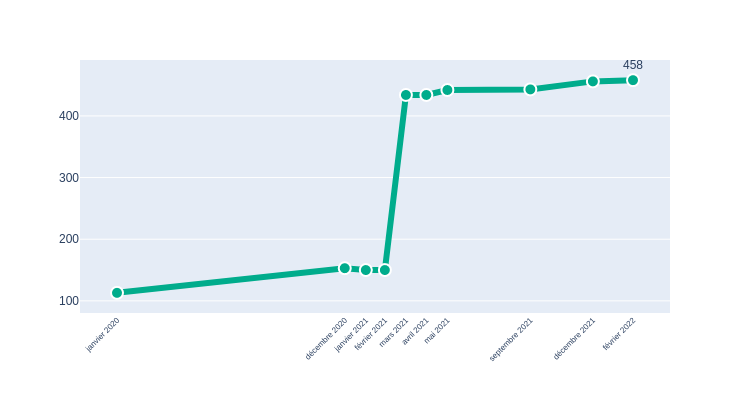 458
400
300
200
100
janvier 2020
décembre 2020
janvier 2021
février 2021
mars 2021
avril 2021
mai 2021
septembre 2021
décembre 2021
février 2022